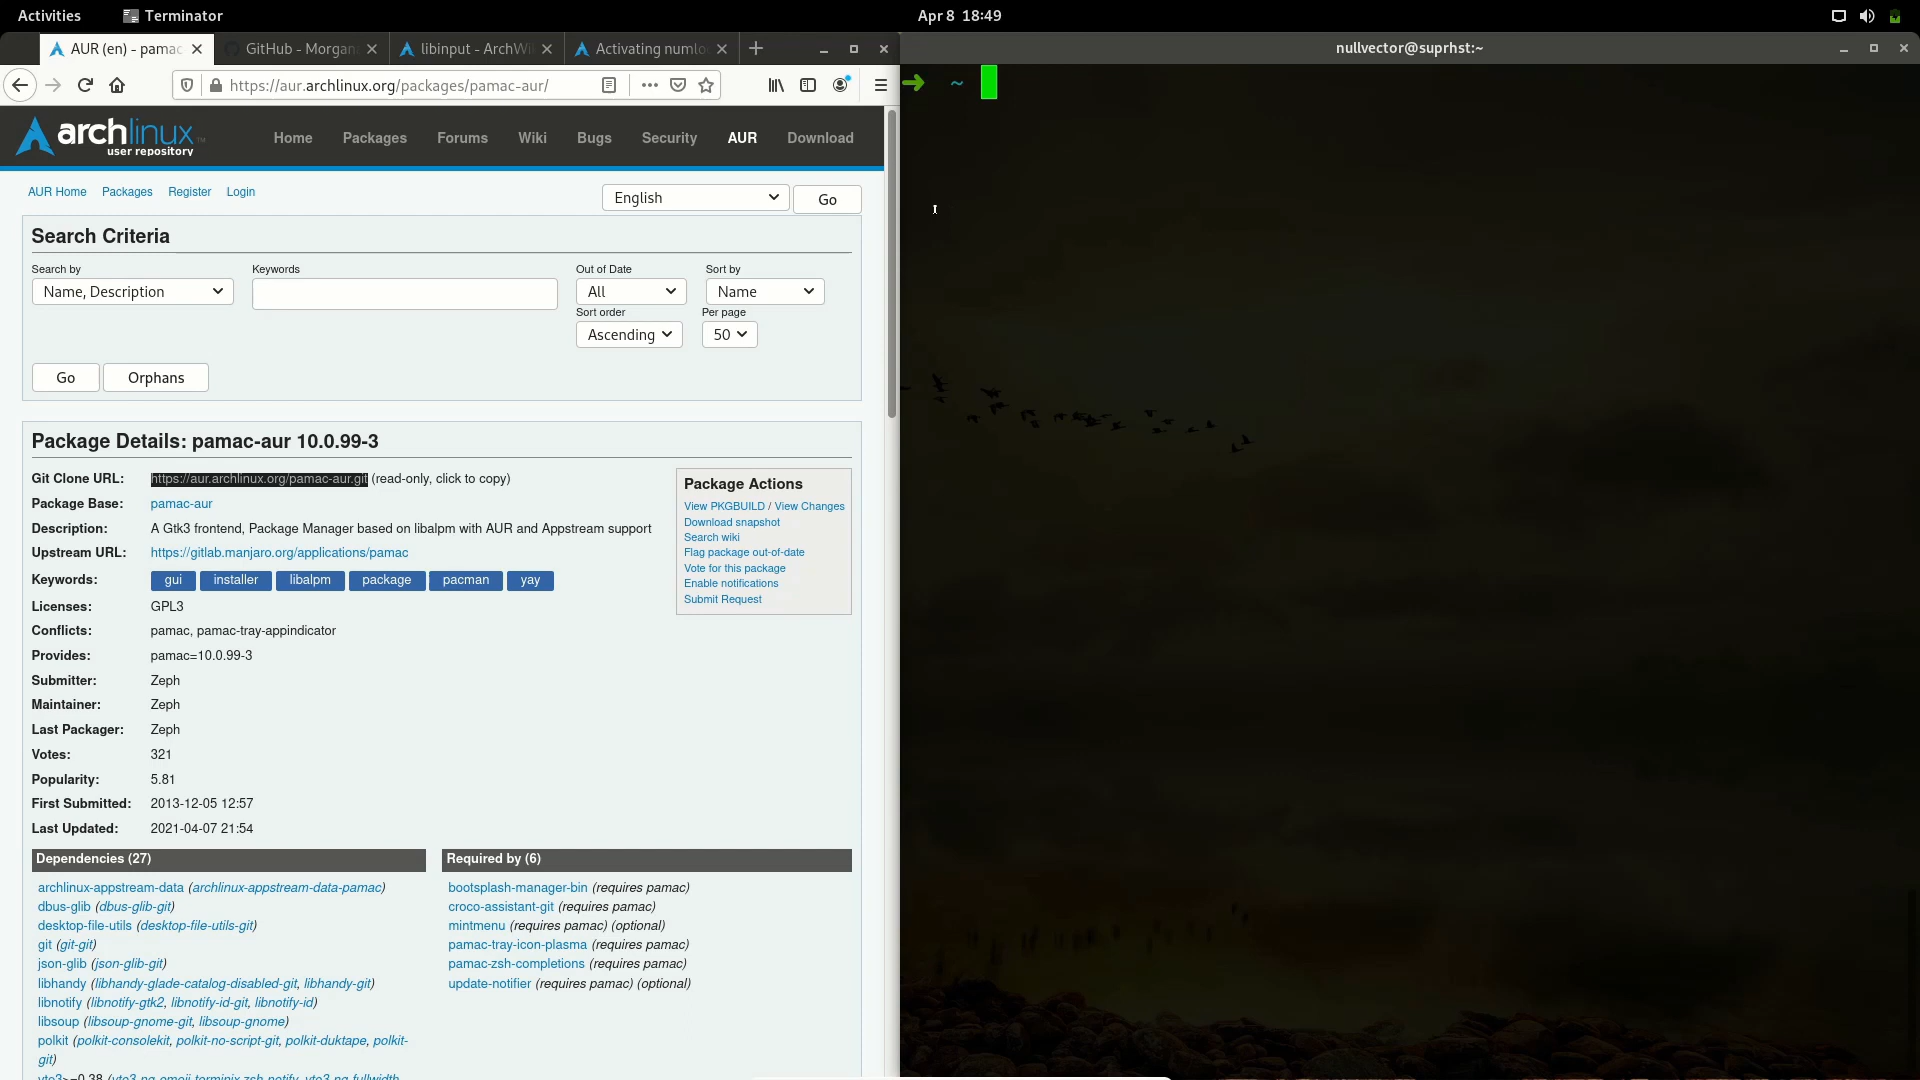 Activities
Terminator
Apr 8 18:49
AUR (en) - pamac
GitHub - Morgan
libinput - ArchWi
Activating numlo
nullvector@suprhst:~
https://aur.archlinux.org/packages/pamac-aur/
➜ ~
archlinux™
user repository
Home
Packages
Forums
Wiki
Bugs
Security
AUR
Download
AUR Home
Packages
Register
Login
English
Go
Search Criteria
Search by
Keywords
Out of Date
Sort by
Name, Description
All
Name
Sort order
Per page
Ascending
50
Go
Orphans
Package Details: pamac-aur 10.0.99-3
Git Clone URL: https://aur.archlinux.org/pamac-aur.git (read-only, click to copy)
Package Base: pamac-aur
Description: A Gtk3 frontend, Package Manager based on libalpm with AUR and Appstream support
Upstream URL: https://gitlab.manjaro.org/applications/pamac
Keywords: gui installer libalpm package pacman yay
Licenses: GPL3
Conflicts: pamac, pamac-tray-appindicator
Provides: pamac=10.0.99-3
Submitter: Zeph
Maintainer: Zeph
Last Packager: Zeph
Votes: 321
Popularity: 5.81
First Submitted: 2013-12-05 12:57
Last Updated: 2021-04-07 21:54
Package Actions
View PKGBUILD / View Changes
Download snapshot
Search wiki
Flag package out-of-date
Vote for this package
Enable notifications
Submit Request
Dependencies (27)
archlinux-appstream-data (archlinux-appstream-data-pamac)
dbus-glib (dbus-glib-git)
desktop-file-utils (desktop-file-utils-git)
git (git-git)
json-glib (json-glib-git)
libhandy (libhandy-glade-catalog-disabled-git, libhandy-git)
libnotify (libnotify-gtk2, libnotify-id-git, libnotify-id)
libsoup (libsoup-gnome-git, libsoup-gnome)
polkit (polkit-consolekit, polkit-no-script-git, polkit-duktape, polkit-
git)
vte3>=0.38 (vte3-ng-emoji-terminix-zsh-notify, vte3-ng-fullwidth
Required by (6)
bootsplash-manager-bin (requires pamac)
croco-assistant-git (requires pamac)
mintmenu (requires pamac) (optional)
pamac-tray-icon-plasma (requires pamac)
pamac-zsh-completions (requires pamac)
update-notifier (requires pamac) (optional)